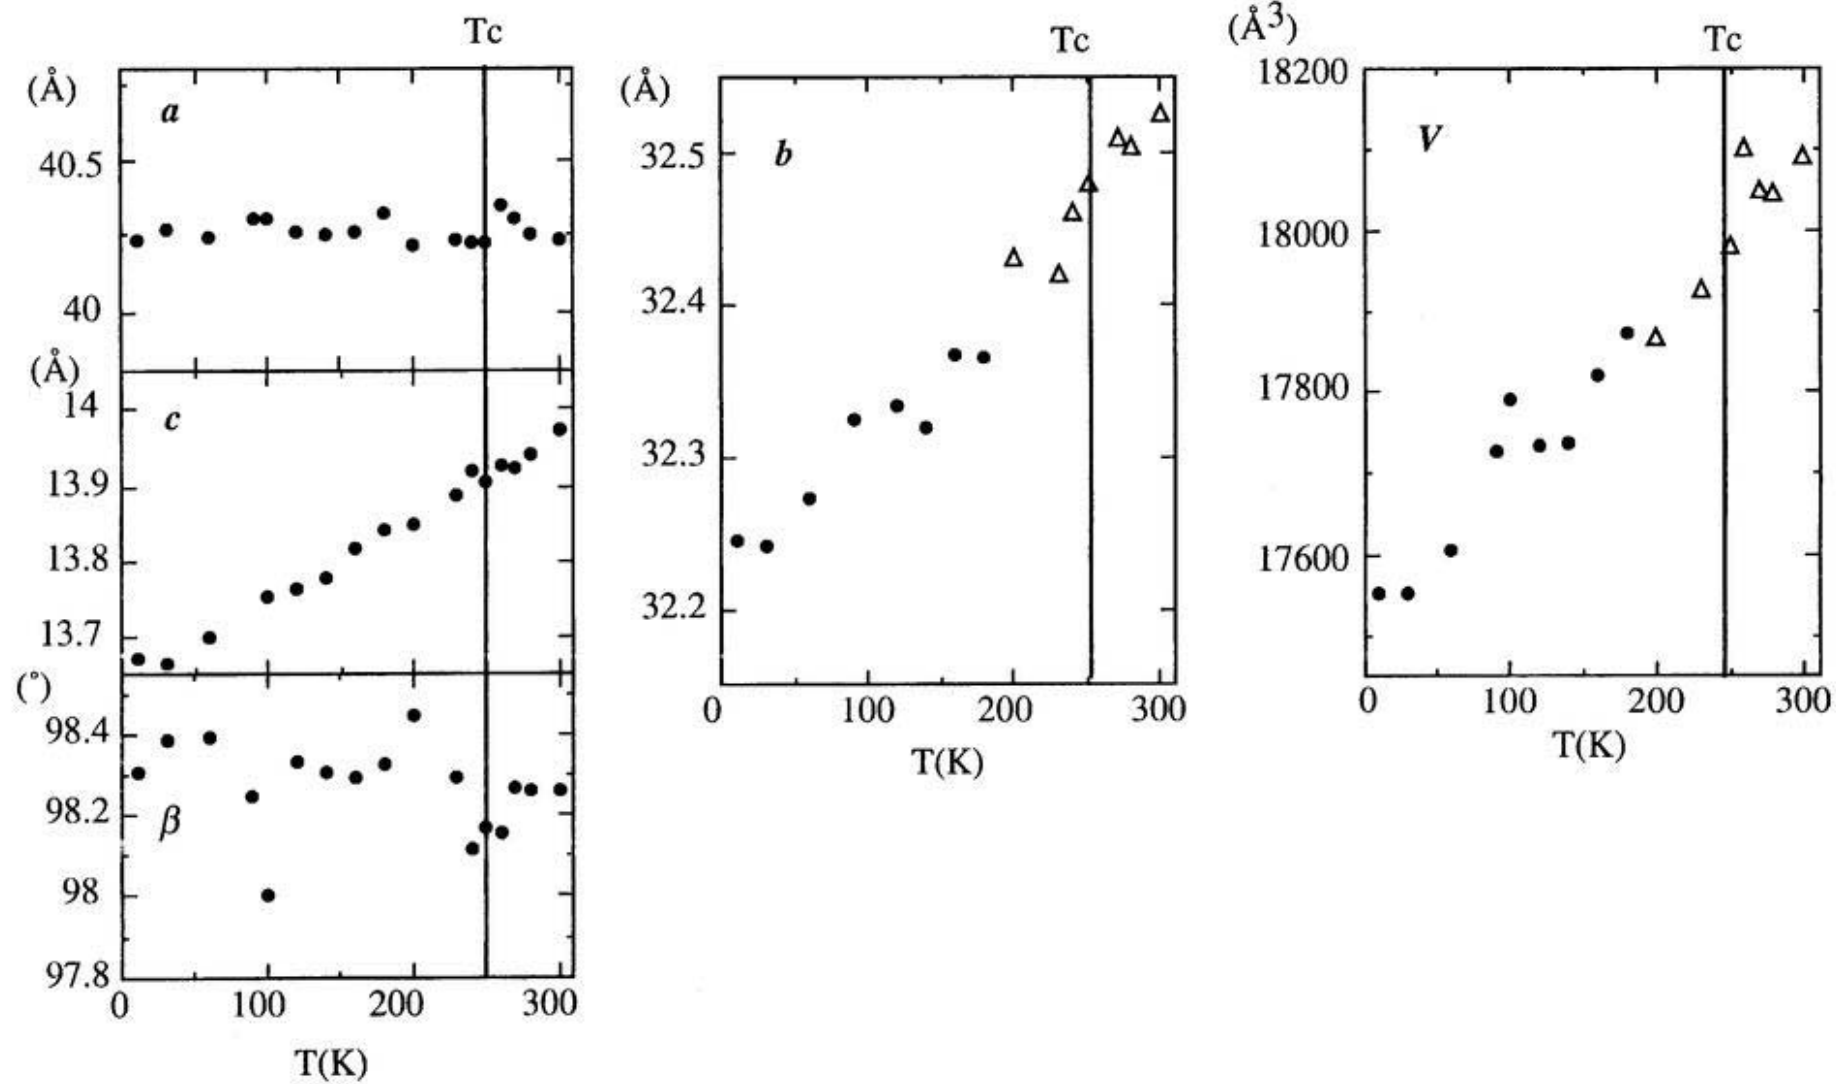 Tc
(Å)
a
40.5
40
(Å)
14
c
13.9
13.8
13.7
(°)
98.4
98.2
β
98
97.8
0 100 200 300
T(K)
Tc
(Å)
b
32.5
32.4
32.3
32.2
0 100 200 300
T(K)
(Å3)
Tc
18200
V
18000
17800
17600
0 100 200 300
T(K)